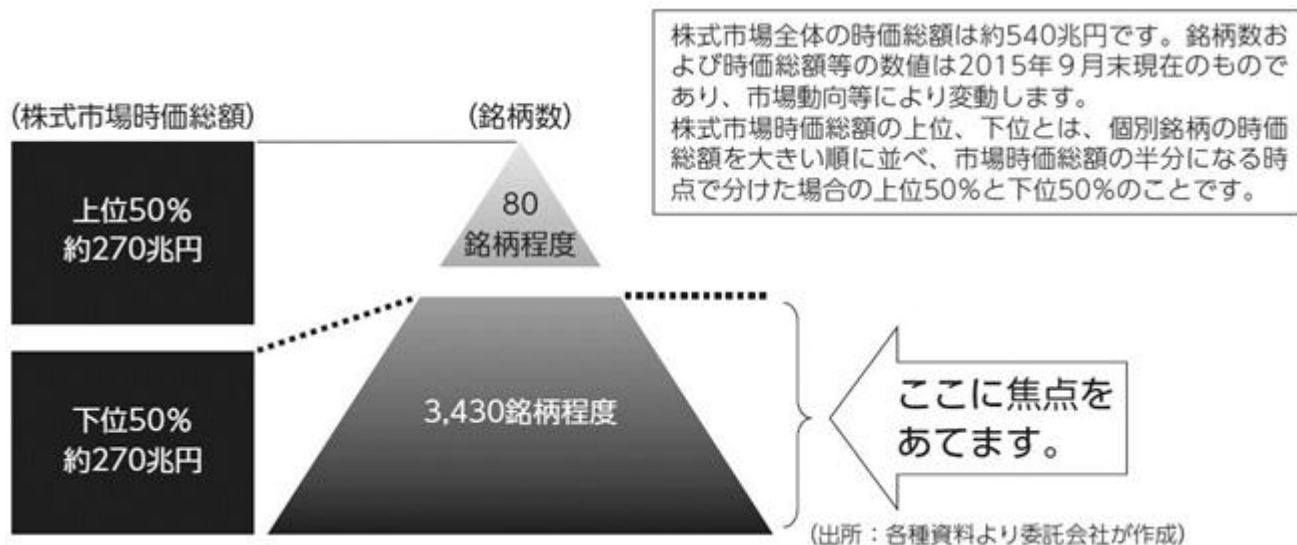 株式市場全体の時価総額は約540兆円です。銘柄数お
よび時価総額等の数値は2015年9月末現在のもので
あり、市場動向等により変動します。
株式市場時価総額の上位、下位とは、個別銘柄の時価
総額を大きい順に並べ、市場時価総額の半分になる時
点で分けた場合の上位50%と下位50%のことです。
(株式市場時価総額)
(銘柄数)
上位50%
約270兆円
80
銘柄程度
下位50%
約270兆円
3,430銘柄程度
ここに焦点を
あてます。
(出所:各種資料より委託会社が作成)